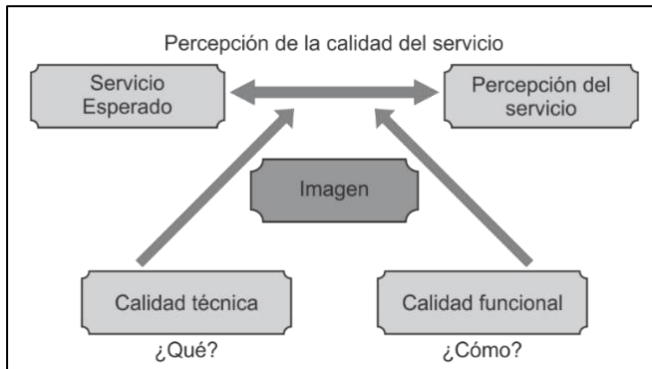 Percepción de la calidad del servicio
Servicio
Esperado
Percepción del
servicio
Imagen
Calidad técnica
Calidad funcional
¿Qué?
¿Cómo?